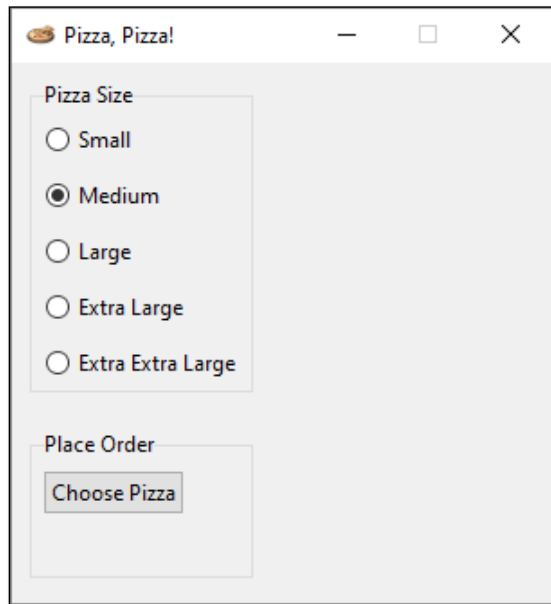 Pizza, Pizza!
Pizza Size
Small
Medium
Large
Extra Large
Extra Extra Large
Place Order
Choose Pizza